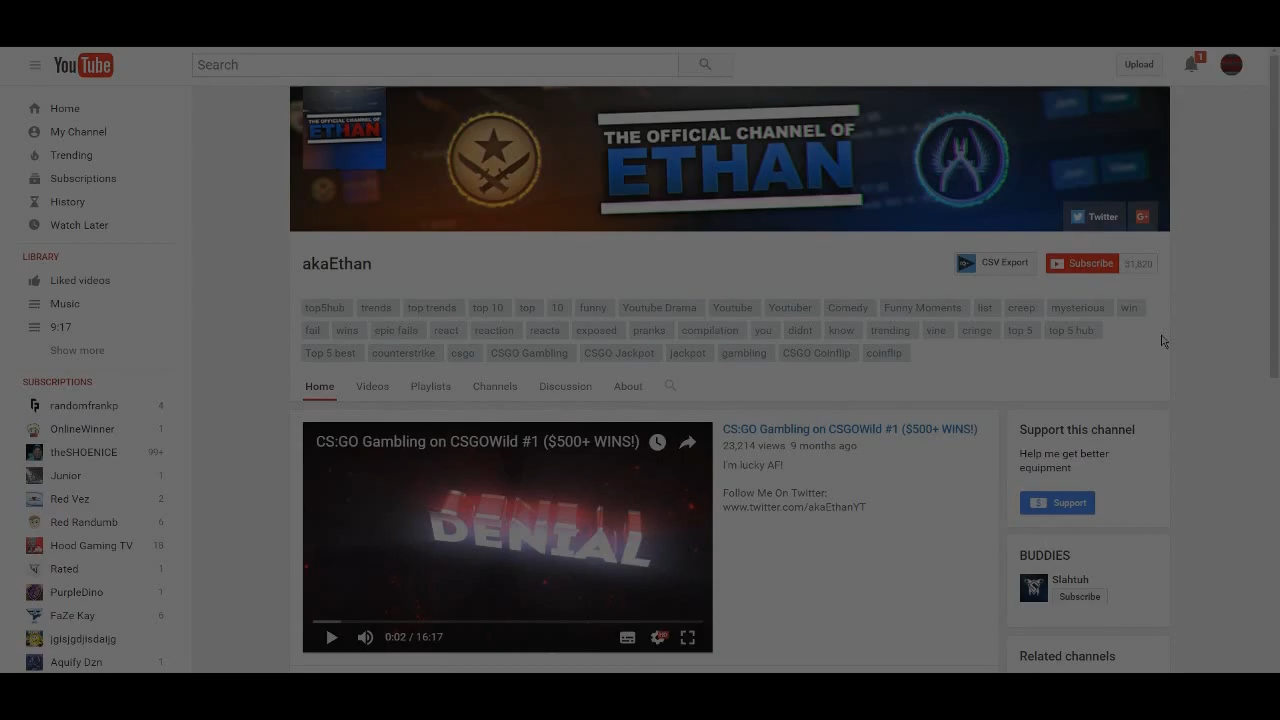 YouTube
Search
Upload
1
Home
My Channel
Trending
Subscriptions
History
Watch Later
LIBRARY
Liked videos
Music
9:17
Show more
SUBSCRIPTIONS
randomfrankp 4
OnlineWinner 1
theSHOENICE 99+
Junior 1
Red Vez 2
Red Randumb 6
Hood Gaming TV 18
Rated 1
PurpleDino 1
FaZe Kay 6
jgisjgdjisdaijg
Aquify Dzn 1
THE OFFICIAL CHANNEL OF
ETHAN
THE OFFICIAL CHANNEL OF
ETHAN
Twitter
akaEthan
CSV Export
Subscribe 31,820
top5hub trends top trends top 10 top 10 funny Youtube Drama Youtube Youtuber Comedy Funny Moments list creep mysterious win
fail wins epic fails react reaction reacts exposed pranks compilation you didnt know trending vine cringe top 5 top 5 hub
Top 5 best counterstrike csgo CSGO Gambling CSGO Jackpot jackpot gambling CSGO Coinflip coinflip
Home Videos Playlists Channels Discussion About
CS:GO Gambling on CSGOWild #1 ($500+ WINS!)
DENIAL
0:02 / 16:17
HD
CS:GO Gambling on CSGOWild #1 ($500+ WINS!)
23,214 views 9 months ago
I'm lucky AF!
Follow Me On Twitter:
www.twitter.com/akaEthanYT
Support this channel
Help me get better
equipment
Support
BUDDIES
Slahtuh
Subscribe
Related channels